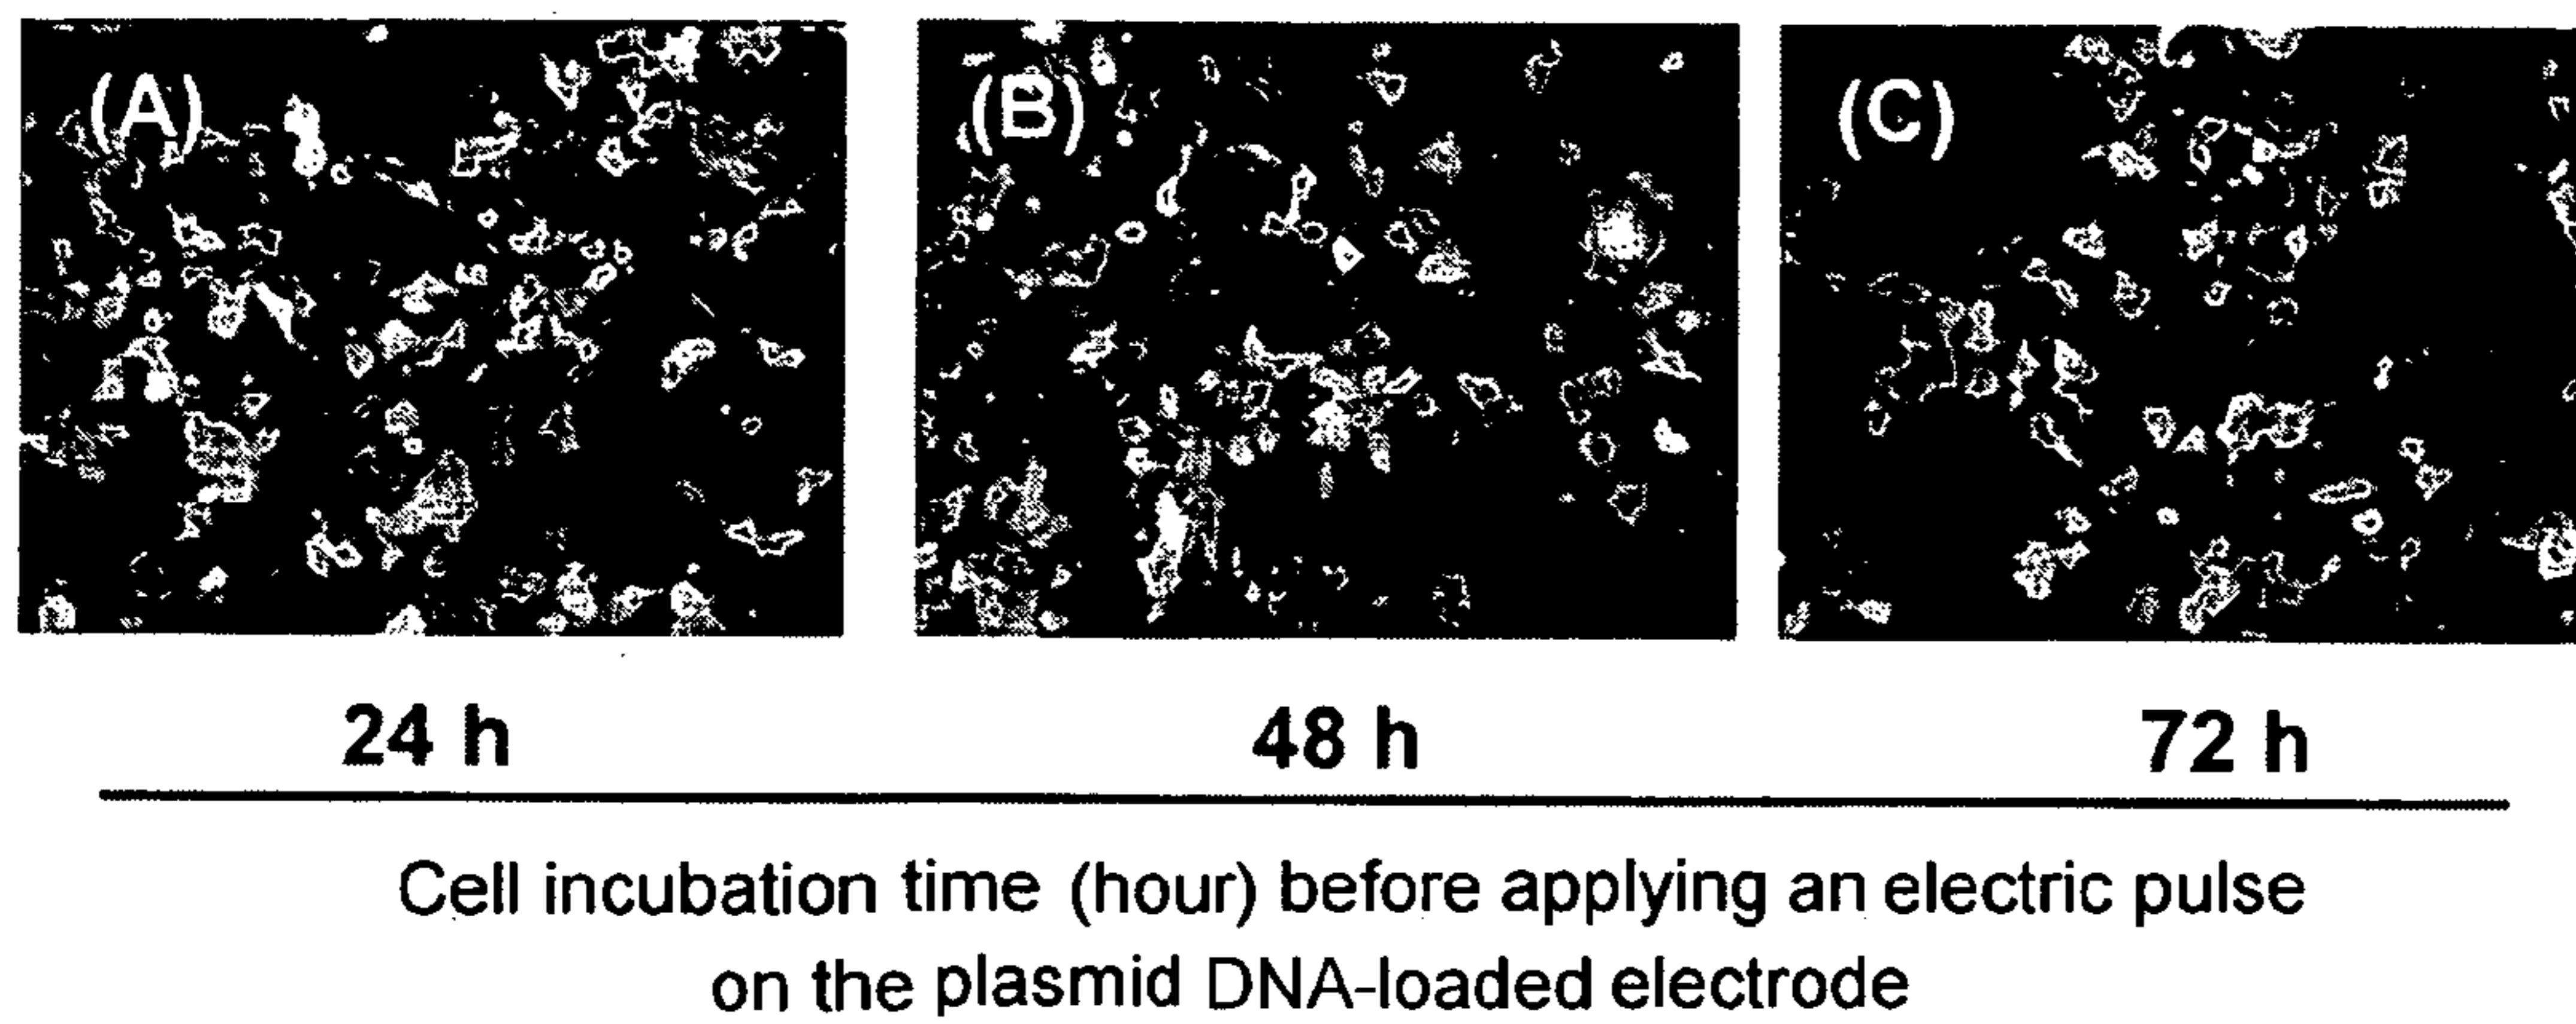 (A) (B) (C)
24 h 48 h 72 h
Cell incubation time (hour) before applying an electric pulse
on the plasmid DNA-loaded electrode